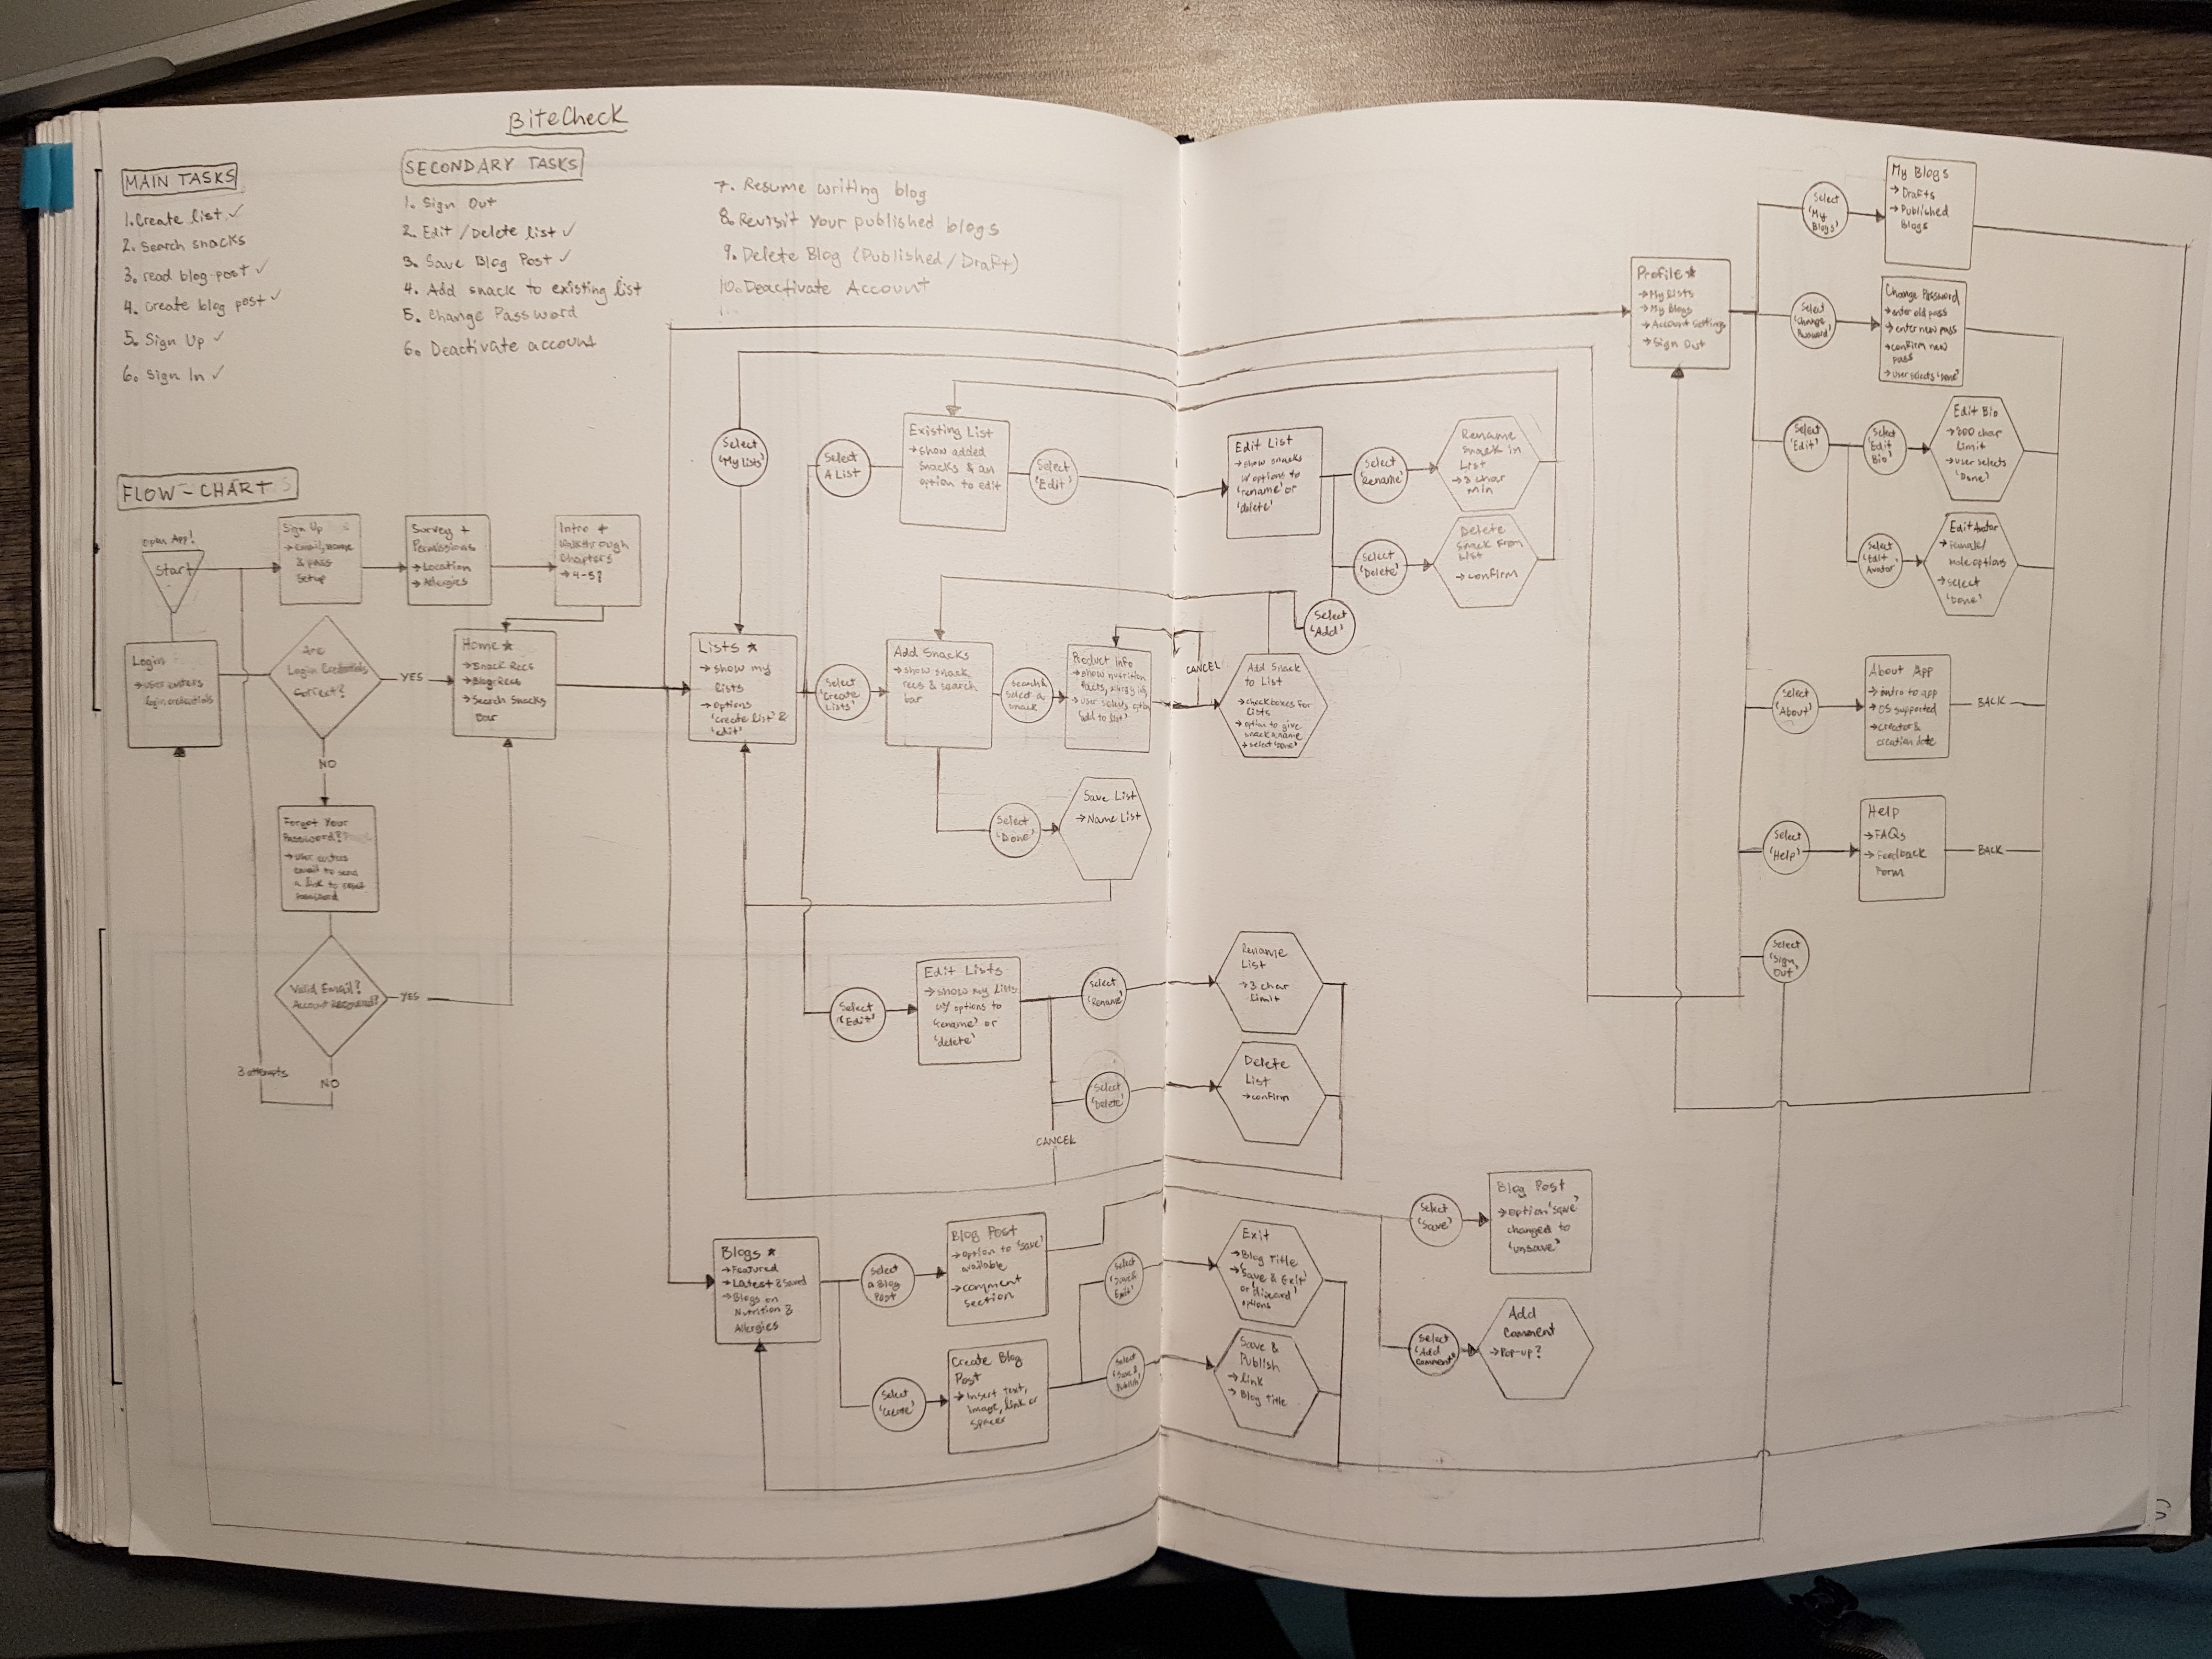 BiteCheck
MAIN TASKS
1. Create list ✓
2. Search snacks
3. read blog post ✓
4. create blog post ✓
5. Sign Up ✓
6. Sign In ✓
SECONDARY TASKS
1. Sign Out
2. Edit / Delete list ✓
3. Save Blog Post ✓
4. Add snack to existing list
5. Change Password
6. Deactivate account
7. Resume writing blog
8. Revisit Your published blogs
9. Delete Blog (Published / Draft)
10. Deactivate Account
FLOW - CHART
Open App!
Start
Sign Up
→ email, name
& pass
Setup
Survey +
Permissions
→ Location
→ Allergies
Intro +
Walkthrough
Chapters
→ 4-5?
Login
→ user enters
login credentials
Are
Login Credentials
Correct?
YES
NO
Home ★
→ Snack Recs
→ Blog Recs
→ Search Snacks
Bar
Forgot Your
Password?
→ user enters
email to send
a link to reset
password
Valid Email?
Account Recovered?
YES
NO
3 attempts
Select
'My lists'
Lists ★
→ show my
lists
→ options
'create list' &
'edit'
Select
A List
Existing List
→ show added
snacks & an
option to edit
Select
'Edit'
Edit List
→ show snacks
w/ options to
'rename' or
'delete'
Select
'Rename'
Rename
Snack in
List
→ 3 char
min
Select
'Delete'
Delete
Snack From
List
→ confirm
Select
'Add'
Select
'Create
Lists'
Add Snacks
→ show snack
recs & search
bar
search &
Select a
snack
Product Info
→ show nutrition
facts, allergy info
→ user selects option
'add to list'
CANCEL
Add Snack
to List
→ checkboxes for
lists
→ option to give
snack a name
→ select 'Done'
Select
'Done'
Save List
→ Name List
Select
'Edit'
Edit Lists
→ show my lists
w/ options to
'rename' or
'delete'
Select
'Rename'
Rename
List
→ 3 char
limit
Select
'Delete'
Delete
List
→ confirm
CANCEL
Blogs ★
→ Featured
→ Latest & Saved
→ Blogs on
Nutrition &
Allergies
Select
a Blog
Post
Blog Post
→ option to 'save'
available
→ comment
section
Select
'Create'
Create Blog
Post
→ Insert text,
image, link or
spacer
Select
'Save &
Exit'
Exit
→ Blog Title
→ 'Save & Exit'
or 'discard'
options
Select
'Save &
Publish'
Save &
Publish
→ link
→ Blog Title
Select
'Save'
Blog Post
→ option 'save'
changed to
'unsave'
Select
'Add
Comment'
Add
Comment
→ Pop-up?
Profile ★
→ My Lists
→ My Blogs
→ Account Settings
→ Sign Out
Select
'My
Blogs'
My Blogs
→ Drafts
→ Published
Blogs
Select
'Change
Password'
Change Password
→ enter old pass
→ enter new pass
→ confirm new
pass
→ user selects 'Done'
Select
'Edit'
Select
'Edit
Bio'
Edit Bio
char
limit
→ user selects
'Done'
Select
'Edit
Avatar'
Edit Avatar
→ Female/
Male options
→ select
'Done'
Select
'About'
About App
→ intro to app
→ OS supported
→ creator &
creation date
BACK
Select
'Help'
Help
→ FAQs
→ Feedback
Form
BACK
Select
'Sign
Out'